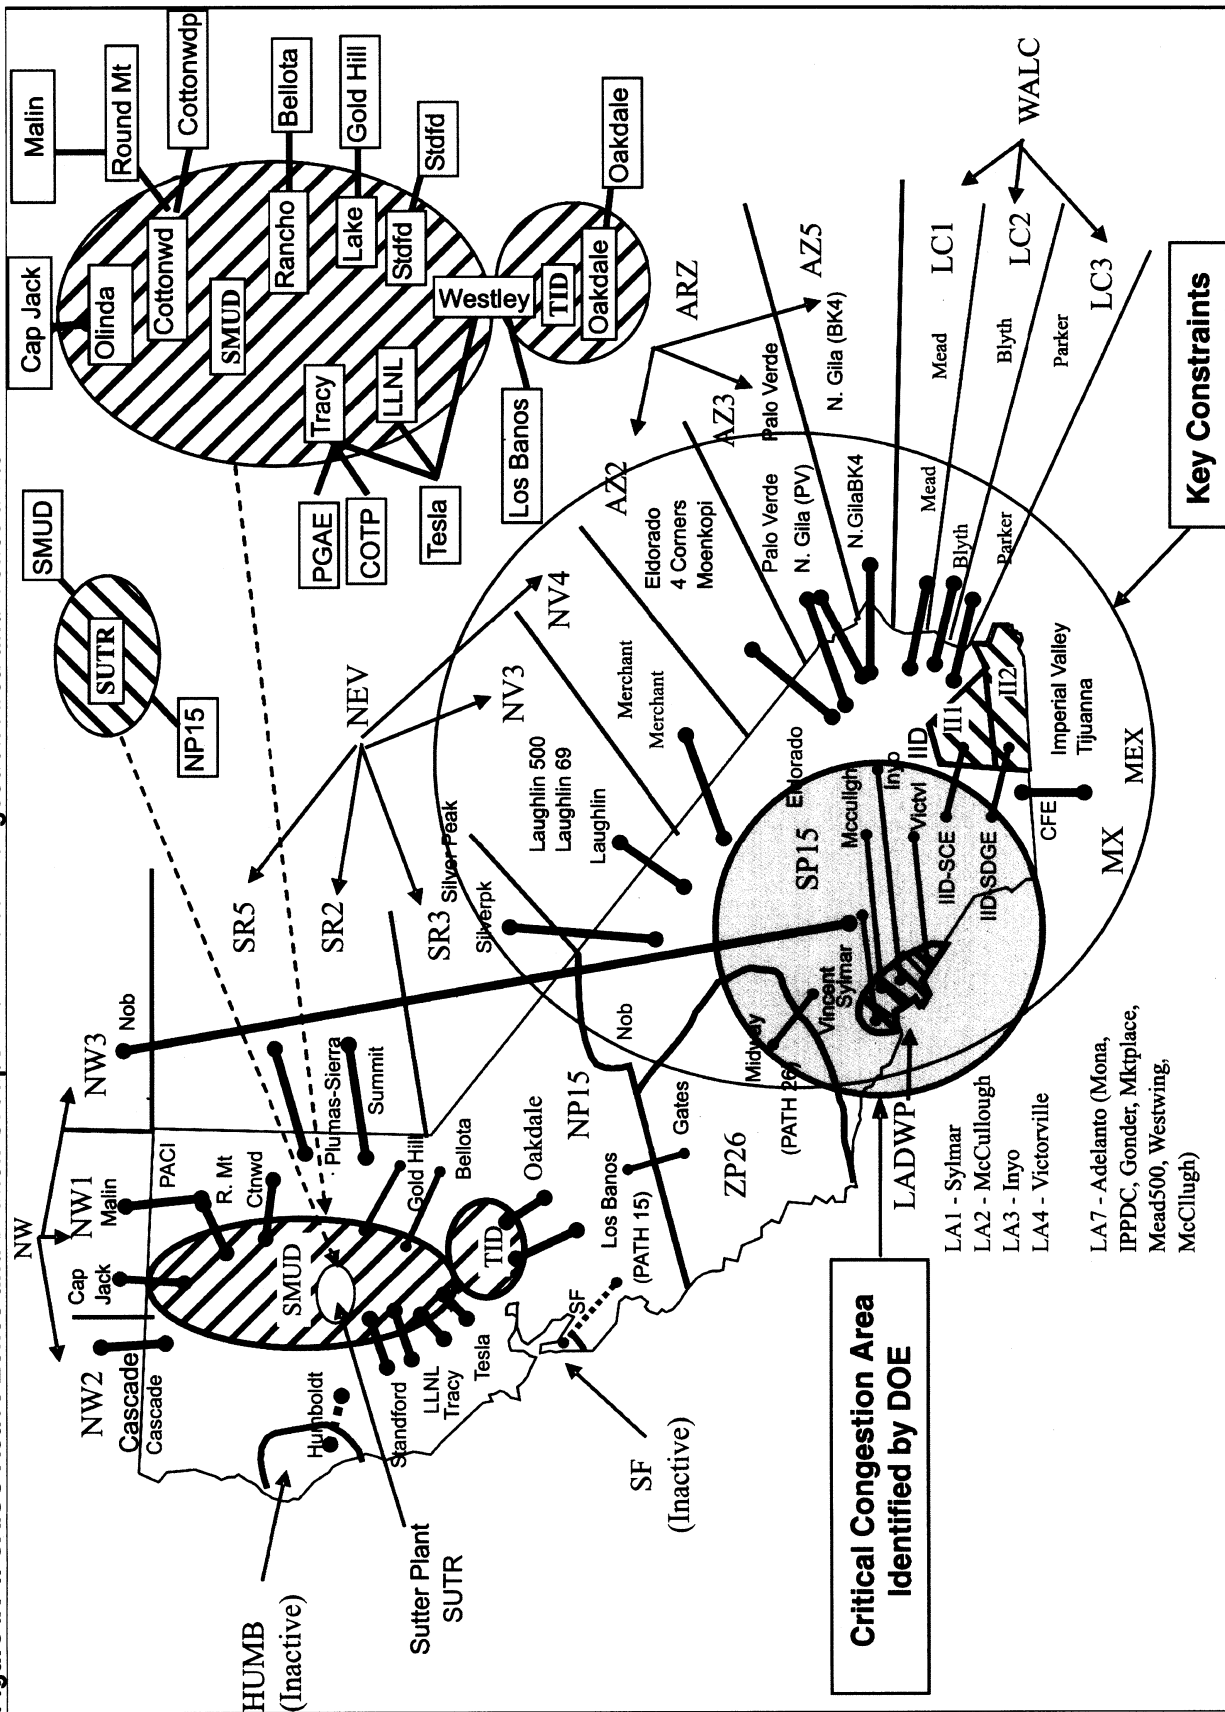 HUMB
(Inactive)
Sutter Plant
SUTR
SF
(Inactive)
NW
NW2
Cascade
Cascade
NW1
Malin
Cap
Jack
PACI
R. Mt
Ctnwd
NW3
Nob
SMUD
Humboldt
Standford
LLNL
Tracy
Tesla
TID
Plumas-Sierra
Summit
Gold Hill
Bellota
Oakdale
NP15
SF
Los Banos
(PATH 15)
Gates
ZP26
Midway
(PATH 26)
Vincent
Sylmar
Nob
SR5
SR2
SR3
Silver Peak
Silverpk
NEV
NV3
NV4
Laughlin 500
Laughlin 69
Laughlin
Merchant
Merchant
SUTR
SMUD
NP15
Cap Jack
Malin
Round Mt
Cottonwdp
Olinda
Cottonwd
SMUD
Rancho
Bellota
Lake
Gold Hill
Stdfd
Stdfd
Tracy
LLNL
PGAE
COTP
Tesla
Westley
Los Banos
TID
Oakdale
Oakdale
ARZ
AZ2
AZ3
AZ5
Eldorado
4 Corners
Moenkopi
Palo Verde
Palo Verde
N. Gila (PV)
N. Gila (BK4)
N.GilaBK4
WALC
LC1
LC2
LC3
Mead
Blyth
Parker
Mead
Blyth
Parker
SP15
Eldorado
Mccullgh
Inyo
Victvl
IID
II1
II2
IID-SCE
IID-SDGE
CFE
Imperial Valley
Tijuanna
MX
MEX
Key Constraints
LADWP
LA1 - Sylmar
LA2 - McCullough
LA3 - Inyo
LA4 - Victorville
LA7 - Adelanto (Mona,
IPPDC, Gonder, Mktplace,
Mead500, Westwing,
McCllugh)
Critical Congestion Area
Identified by DOE